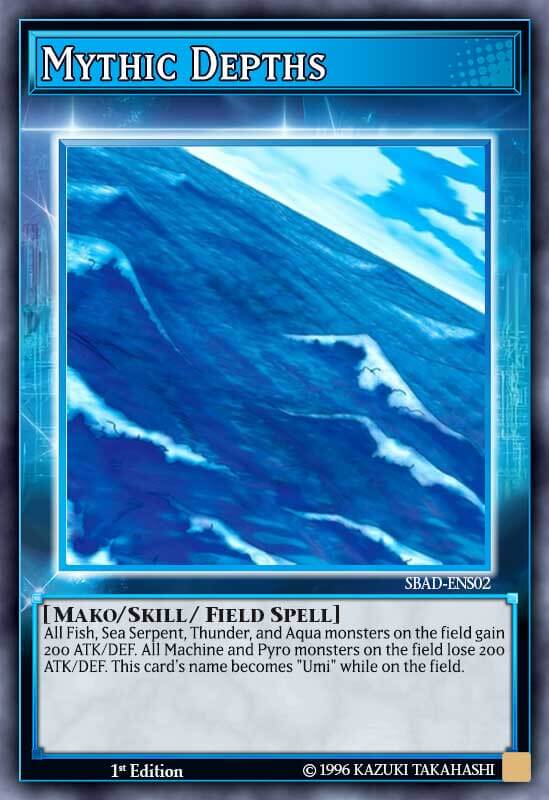 Mythic Depths
SBAD-ENS02
[Mako/Skill/ Field Spell]
All Fish, Sea Serpent, Thunder, and Aqua monsters on the field gain
200 ATK/DEF. All Machine and Pyro monsters on the field lose 200
ATK/DEF. This card's name becomes "Umi" while on the field.
1st Edition
© 1996 KAZUKI TAKAHASHI